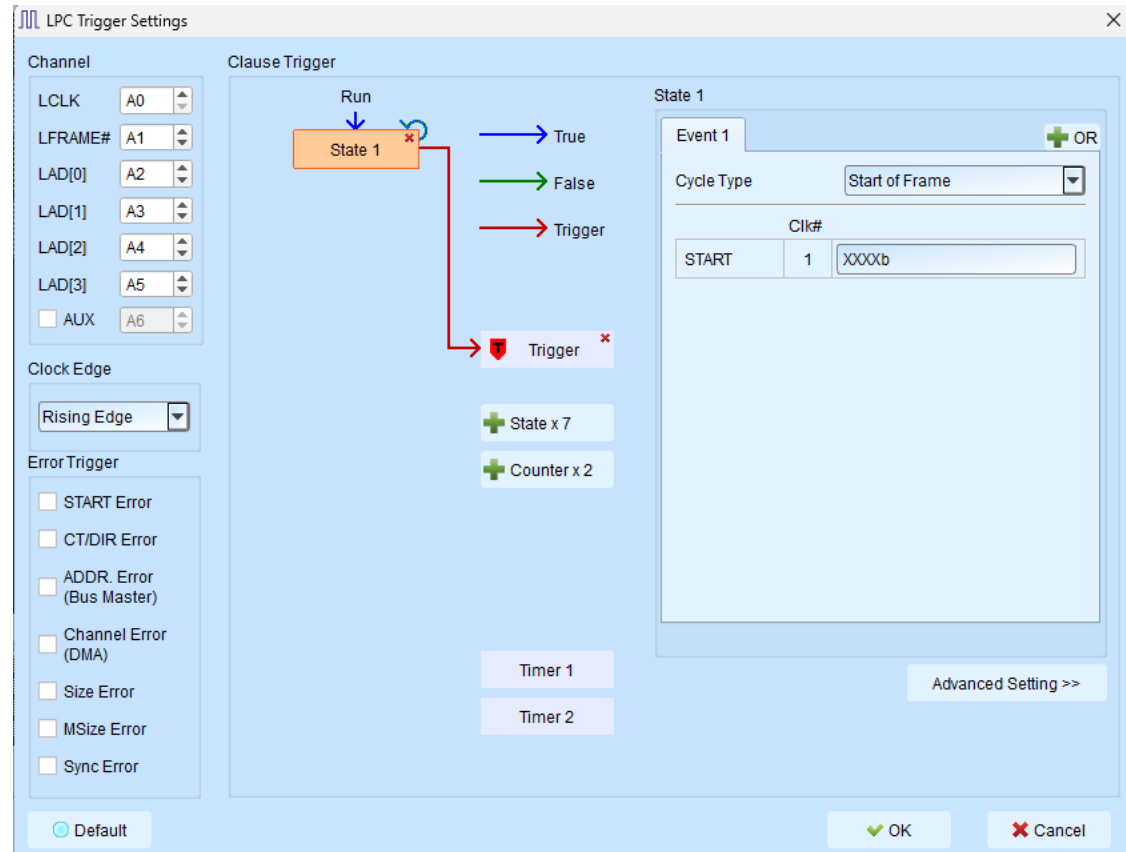 LPC Trigger Settings
Channel
LCLK A0
LFRAME# A1
LAD[0] A2
LAD[1] A3
LAD[2] A4
LAD[3] A5
AUX A6
Clock Edge
Rising Edge
Error Trigger
START Error
CT/DIR Error
ADDR. Error
(Bus Master)
Channel Error
(DMA)
Size Error
MSize Error
Sync Error
Clause Trigger
Run
State 1
True
False
Trigger
T Trigger
State x 7
Counter x 2
Timer 1
Timer 2
State 1
Event 1
OR
Cycle Type Start of Frame
Clk#
START 1 XXXXb
Advanced Setting >>
Default
OK
Cancel